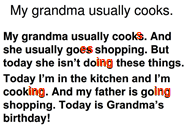 My grandma usually cooks.
My grandma usually cooks. And
she usually goes shopping. But
today she isn't doing these things.
Today I'm in the kitchen and I'm
cooking. And my father is going
shopping. Today is Grandma's
birthday!